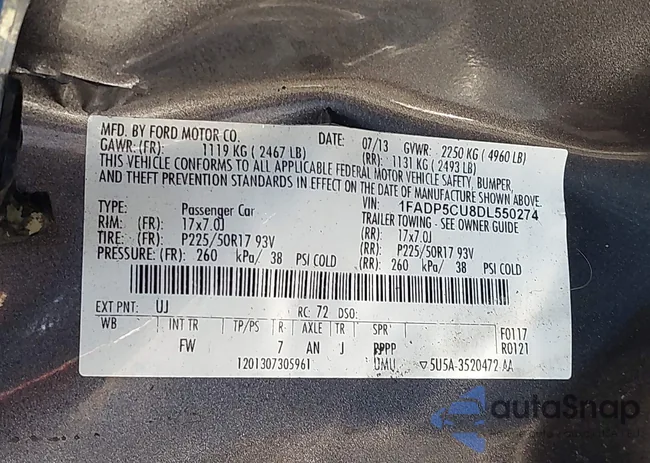 MFD. BY FORD MOTOR CO. DATE: 07/13 GVWR: 2250 KG ( 4960 LB)
GAWR: (FR): 1119 KG ( 2467 LB) (RR): 1131 KG ( 2493 LB)
THIS VEHICLE CONFORMS TO ALL APPLICABLE FEDERAL MOTOR VEHICLE SAFETY, BUMPER,
AND THEFT PREVENTION STANDARDS IN EFFECT ON THE DATE OF MANUFACTURE SHOWN ABOVE.
VIN: 1FADP5CU8DL550274
TYPE: Passenger Car TRAILER TOWING - SEE OWNER GUIDE
RIM: (FR): 17x7.0J (RR): 17x7.0J
TIRE: (FR): P225/50R17 93V (RR): P225/50R17 93V
PRESSURE: (FR): 260 kPa/ 38 PSI COLD (RR): 260 kPa/ 38 PSI COLD
EXT PNT: UJ RC: 72 DSO:
WB INT TR TP/PS R AXLE TR SPR F0117
FW 7 AN J PPPP R0121
1201307305961 UMU ▽5U5A-3520472 AA
autoSnap